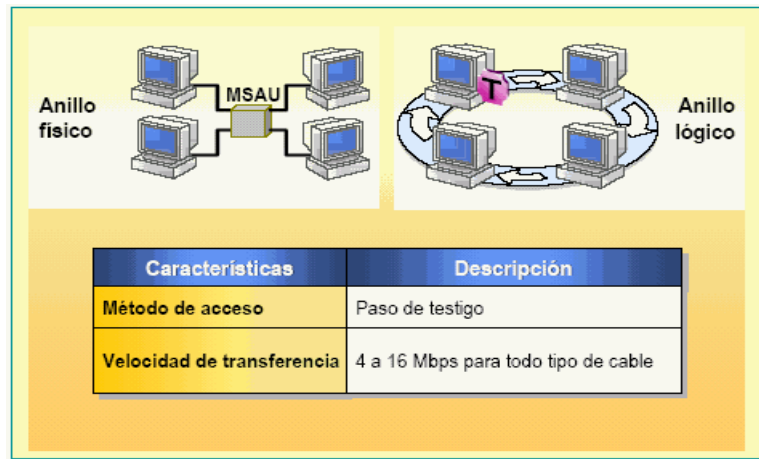 Anillo
físico
MSAU
T
Anillo
lógico
Características
Descripción
Método de acceso
Paso de testigo
Velocidad de transferencia
4 a 16 Mbps para todo tipo de cable